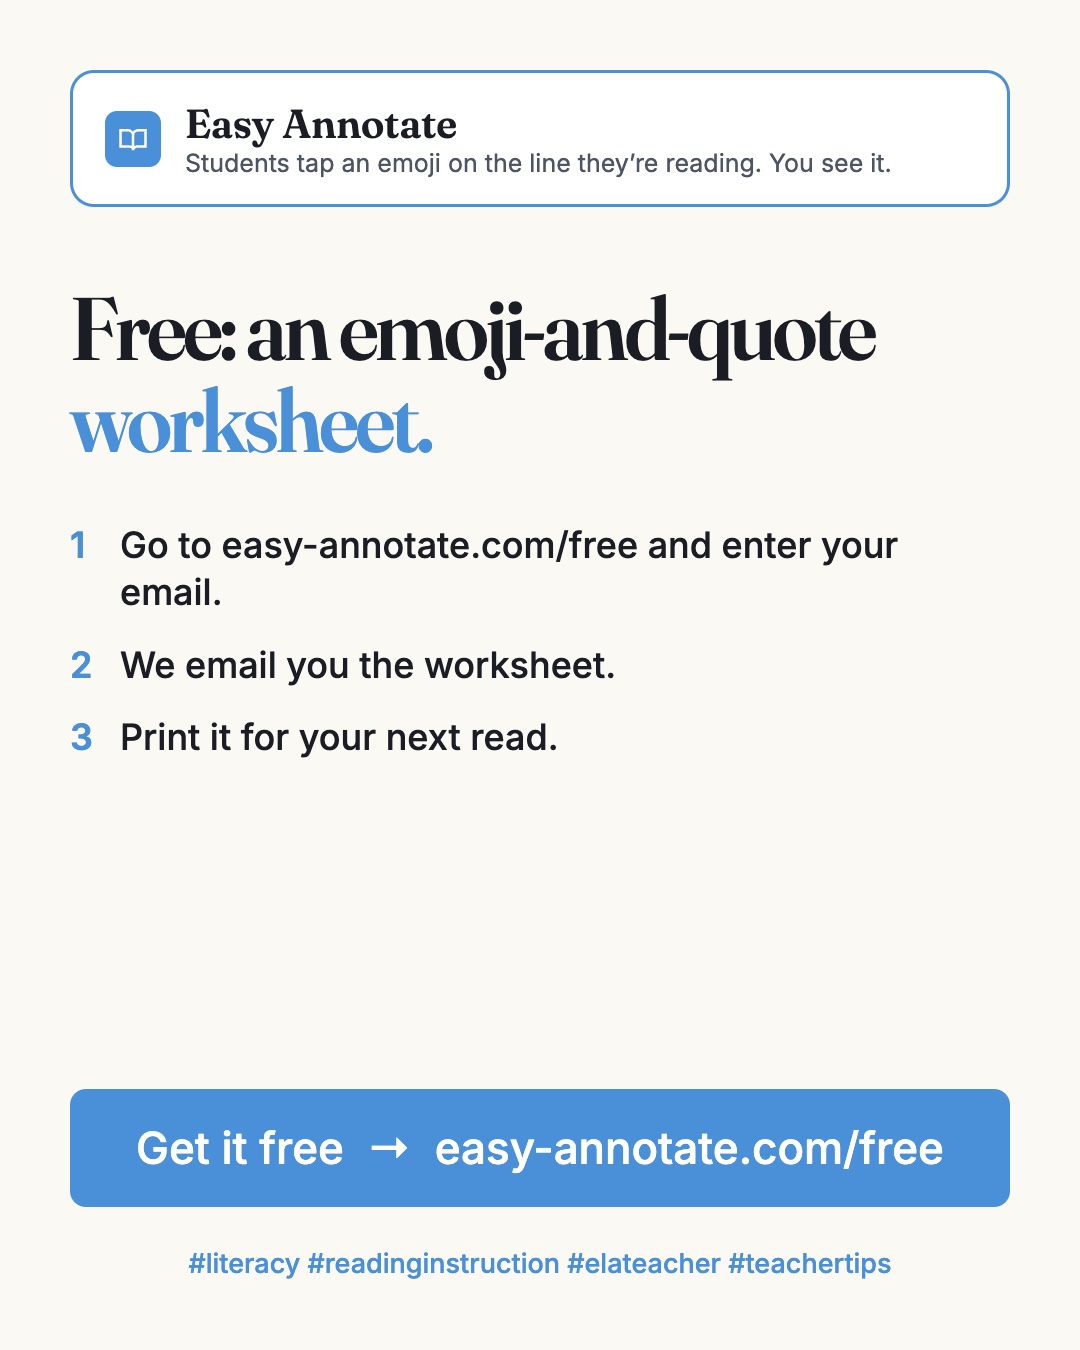 Easy Annotate
Students tap an emoji on the line they’re reading. You see it.
Free: an emoji-and-quote
worksheet.
1 Go to easy-annotate.com/free and enter your
email.
2 We email you the worksheet.
3 Print it for your next read.
Get it free → easy-annotate.com/free
#literacy #readinginstruction #elateacher #teachertips